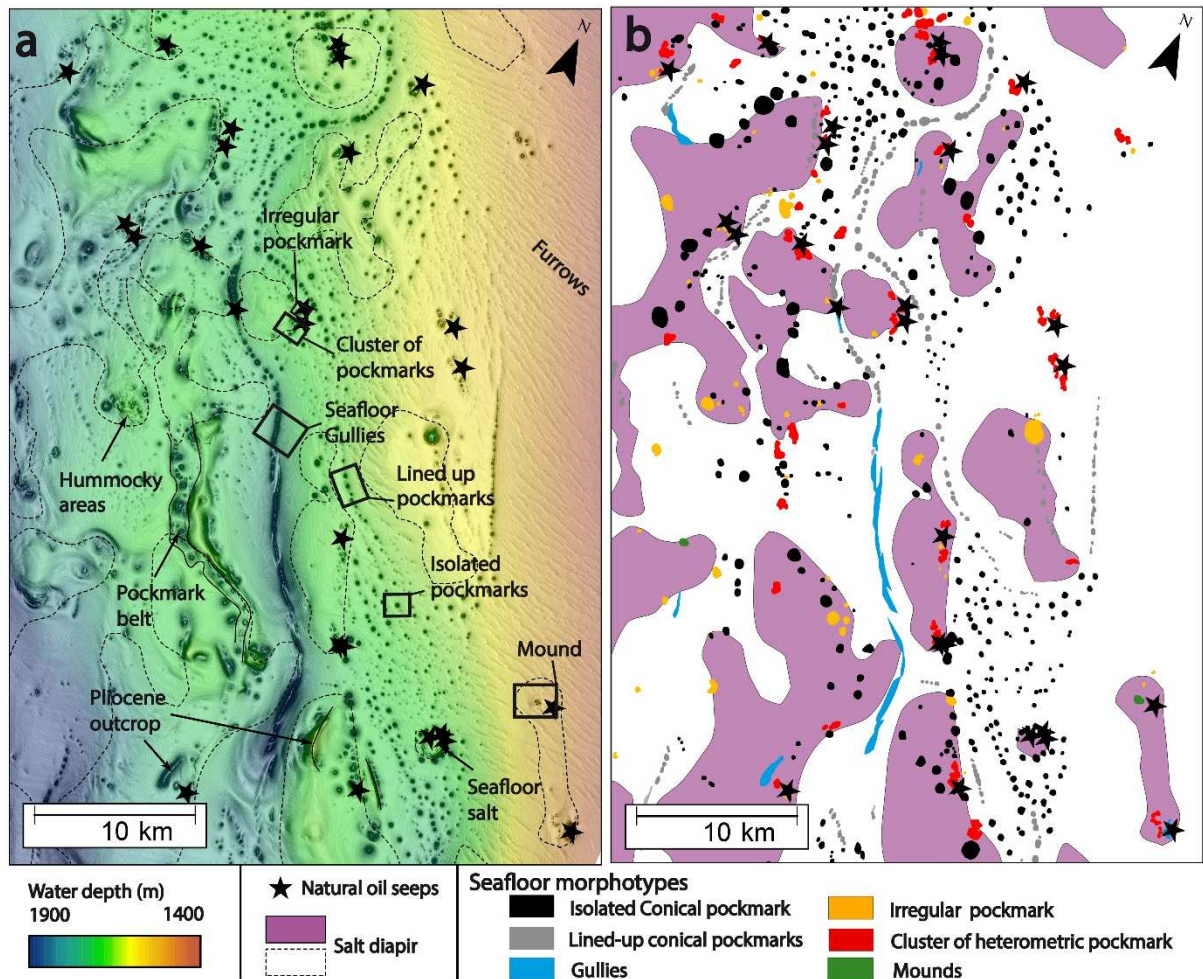 a
N
Irregular
pockmark
Furrows
Cluster of
pockmarks
Seafloor
Gullies
Hummocky
areas
Lined up
pockmarks
Isolated
pockmarks
Pockmark
belt
Mound
Pliocene
outcrop
Seafloor
salt
10 km
b
N
10 km
Water depth (m)
1900 1400
Natural oil seeps
Salt diapir
Seafloor morphotypes
Isolated Conical pockmark
Lined-up conical pockmarks
Gullies
Irregular pockmark
Cluster of heterometric pockmark
Mounds